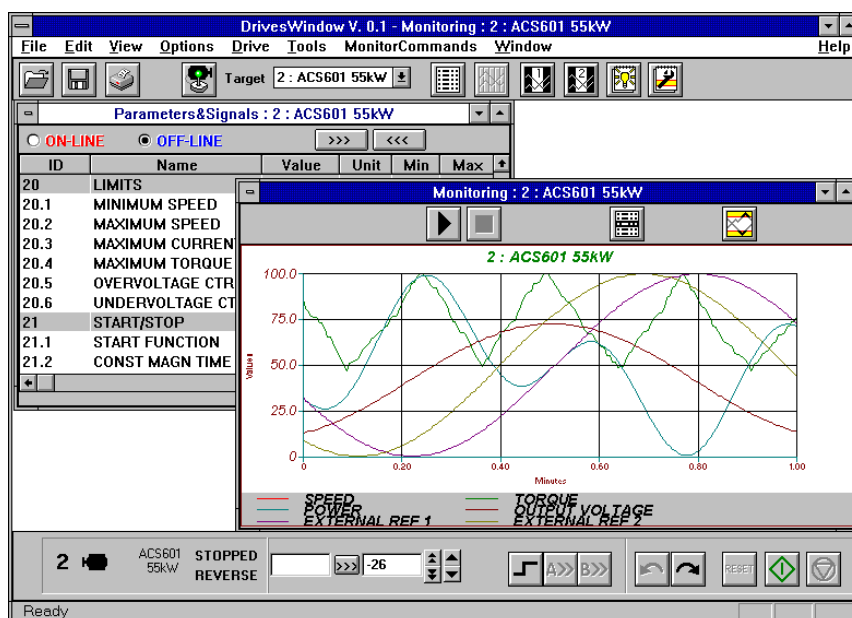 DrivesWindow V. 0.1 - Monitoring : 2 : ACS601 55kW
File Edit View Options Drive Tools MonitorCommands Window Help
Target 2 : ACS601 55kW
Parameters&Signals : 2 : ACS601 55kW
ON-LINE OFF-LINE >>> <<<
ID Name Value Unit Min Max
20 LIMITS
20.1 MINIMUM SPEED
20.2 MAXIMUM SPEED
20.3 MAXIMUM CURREN
20.4 MAXIMUM TORQUE
20.5 OVERVOLTAGE CTR
20.6 UNDERVOLTAGE CT
21 START/STOP
21.1 START FUNCTION
21.2 CONST MAGN TIME
Monitoring : 2 : ACS601 55kW
2 : ACS601 55kW
100.0
75.0
50.0
25.0
0
Values
0 0.20 0.40 0.60 0.80 1.00
Minutes
SPEED TORQUE
POWER OUTPUT VOLTAGE
EXTERNAL REF 1 EXTERNAL REF 2
2 ACS601 55kW STOPPED REVERSE >>> -26 A>> B>> RESET
Ready